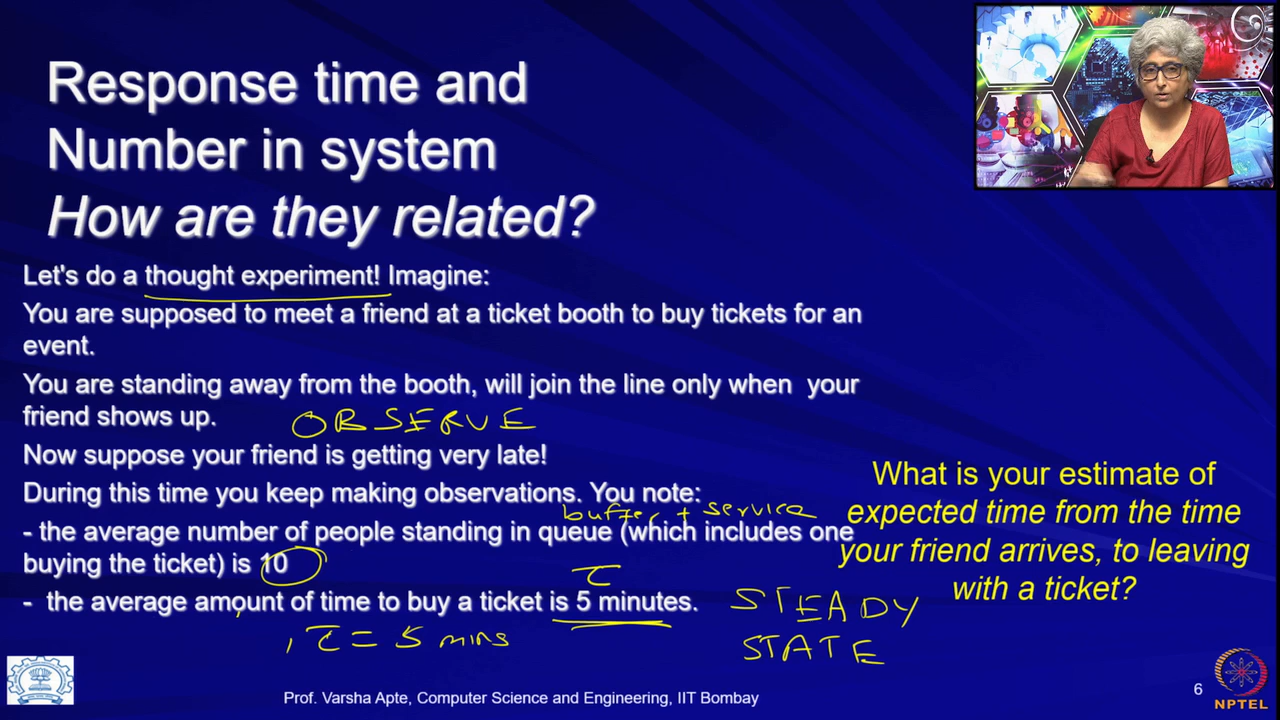 Response time and
Number in system
How are they related?
Let's do a thought experiment! Imagine:
You are supposed to meet a friend at a ticket booth to buy tickets for an
event.
You are standing away from the booth, will join the line only when your
friend shows up.
OBSERVE
Now suppose your friend is getting very late!
During this time you keep making observations. You note:
buffer + service
- the average number of people standing in queue (which includes one
buying the ticket) is 10
τ
- the average amount of time to buy a ticket is 5 minutes.
STEADY
STATE
, τ = 5 mins
What is your estimate of
expected time from the time
your friend arrives, to leaving
with a ticket?
Prof. Varsha Apte, Computer Science and Engineering, IIT Bombay
6
NPTEL